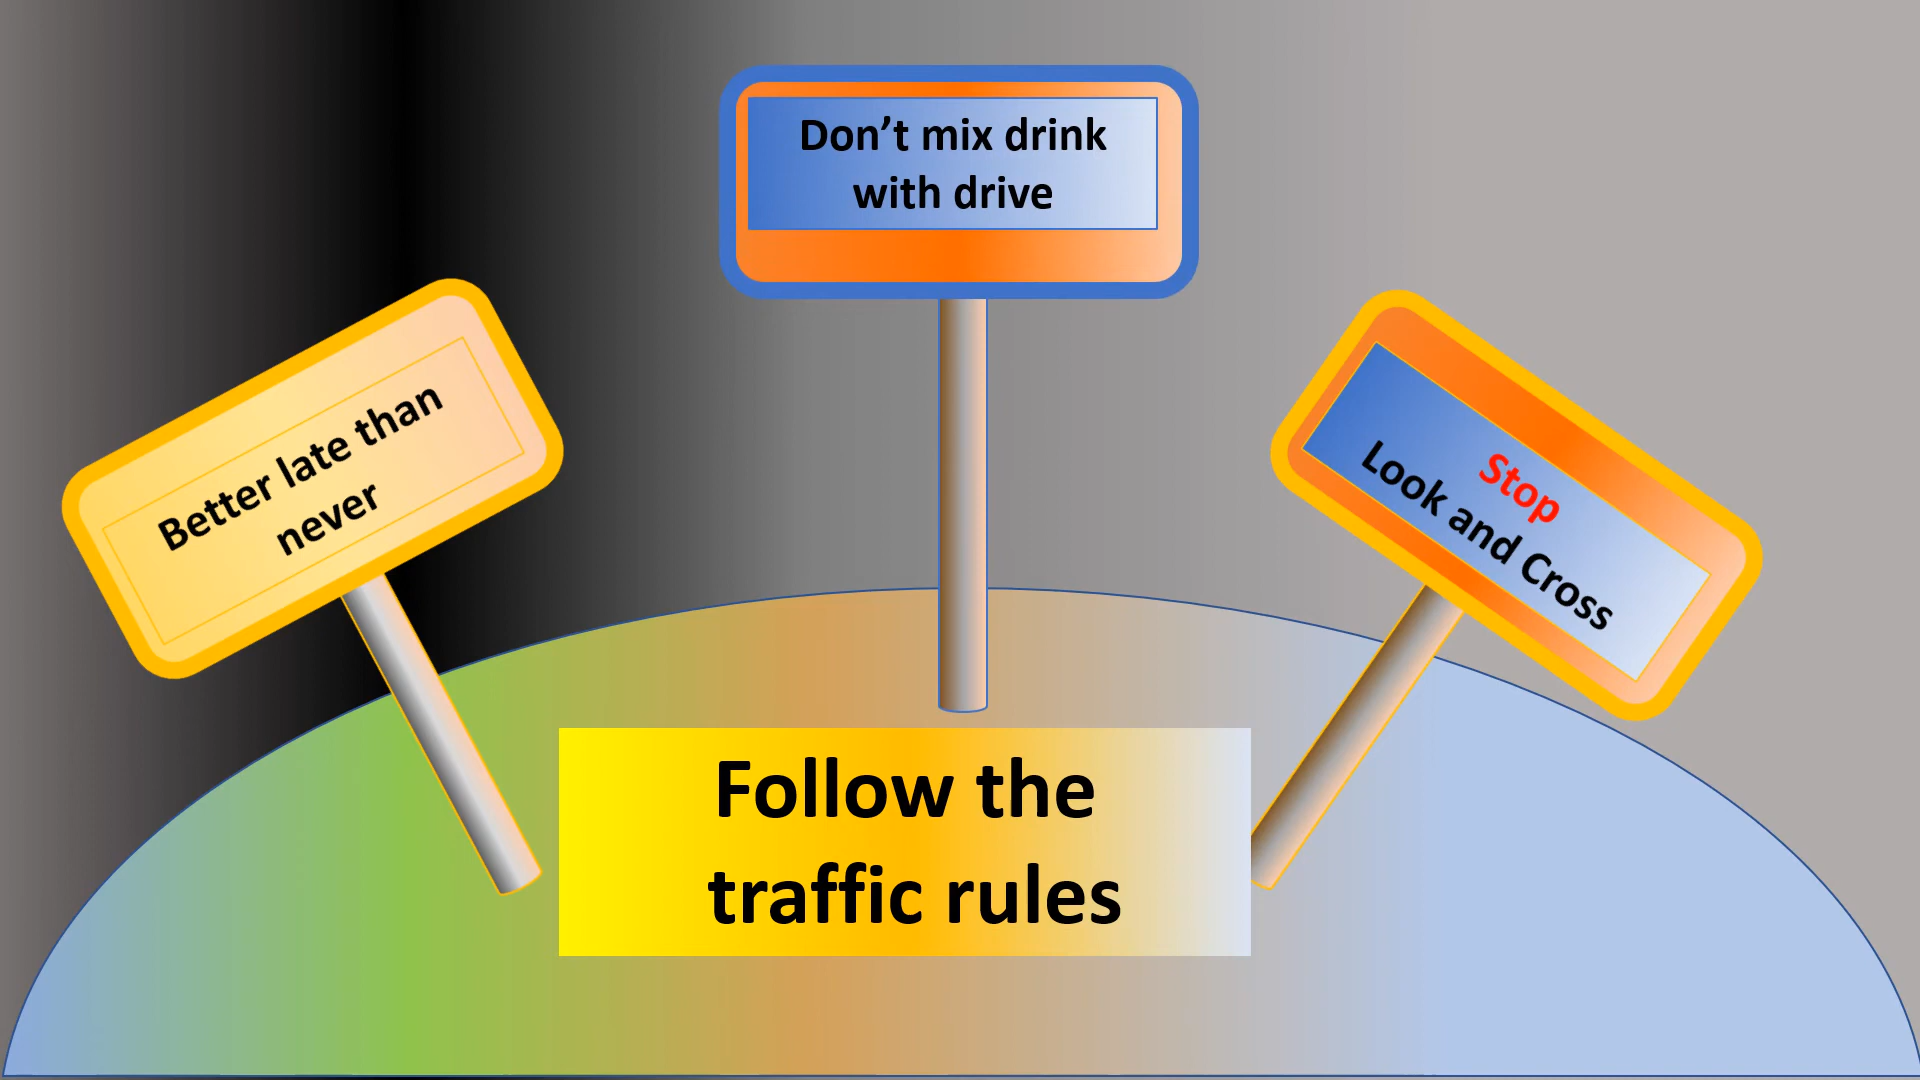 Don’t mix drink
with drive
Better late than
never
Stop
Look and Cross
Follow the
traffic rules